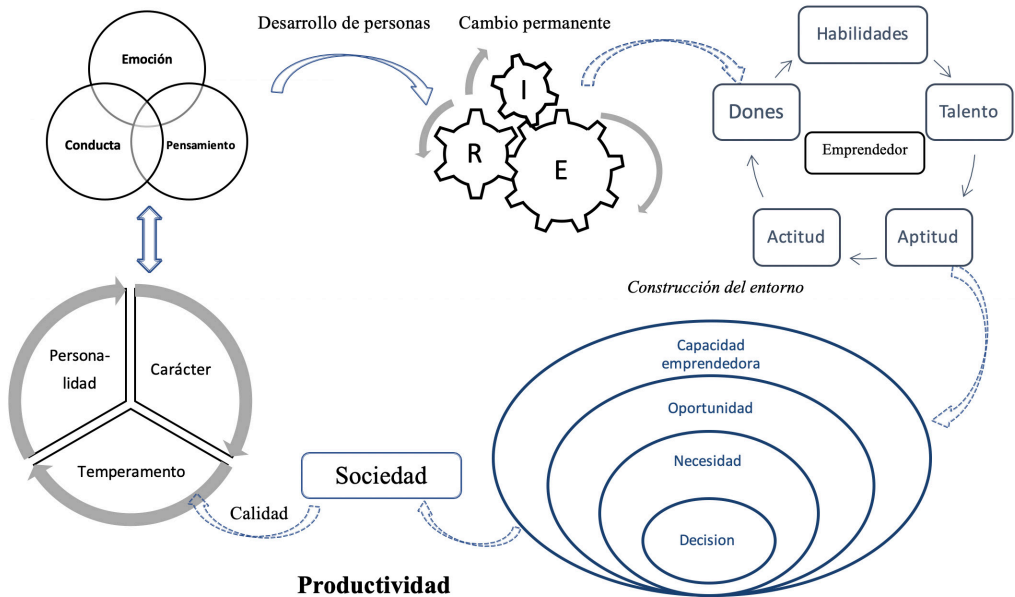 Desarrollo de personas
Cambio permanente
Emoción
Conducta
Pensamiento
I
R
E
Habilidades
Dones
Talento
Emprendedor
Actitud
Aptitud
Construcción del entorno
Persona-
lidad
Carácter
Temperamento
Capacidad
emprendedora
Oportunidad
Necesidad
Decision
Sociedad
Calidad
Productividad